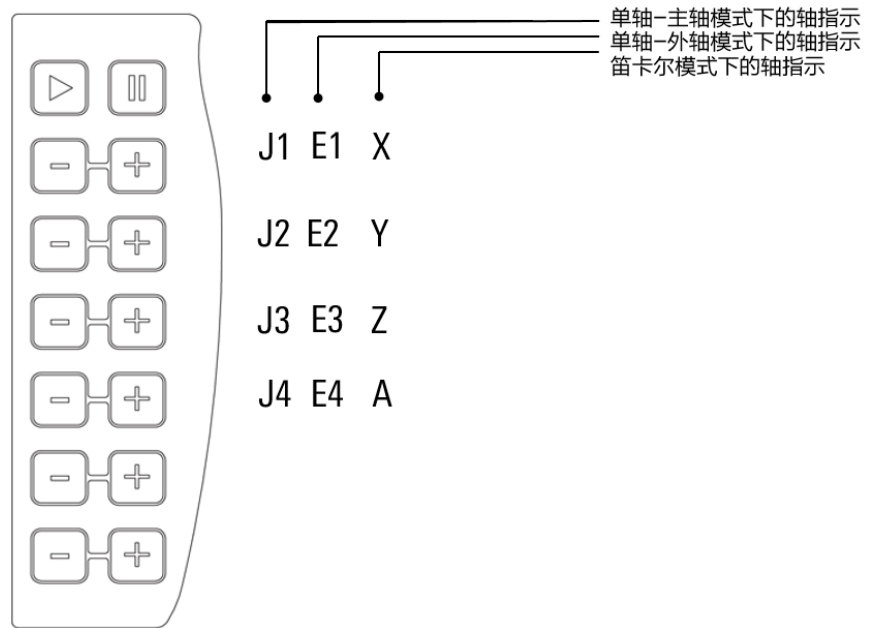 单轴-主轴模式下的轴指示
单轴-外轴模式下的轴指示
笛卡尔模式下的轴指示
J1 E1 X
J2 E2 Y
J3 E3 Z
J4 E4 A